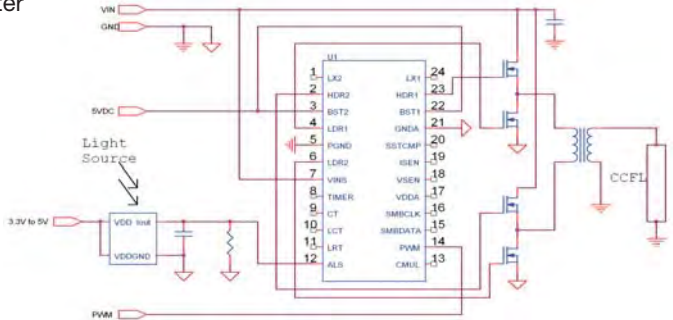 ter
VIN
GND
U1
1 LX2 LX1 24
2 HDR2 HDR1 23
3 BST2 BST1 22
4 LDR1 GNDA 21
5 PGND SSTCMP 20
6 LDR2 ISEN 19
7 VINS VSEN 18
8 TIMER VDDA 17
9 CT SMBCLK 16
10 LCT SMBDATA 15
11 LRT PWM 14
12 ALS CMUL 13
5VDC
Light
Source
3.3V to 5V
VDD Iout
VDDGND
PWM
CCFL